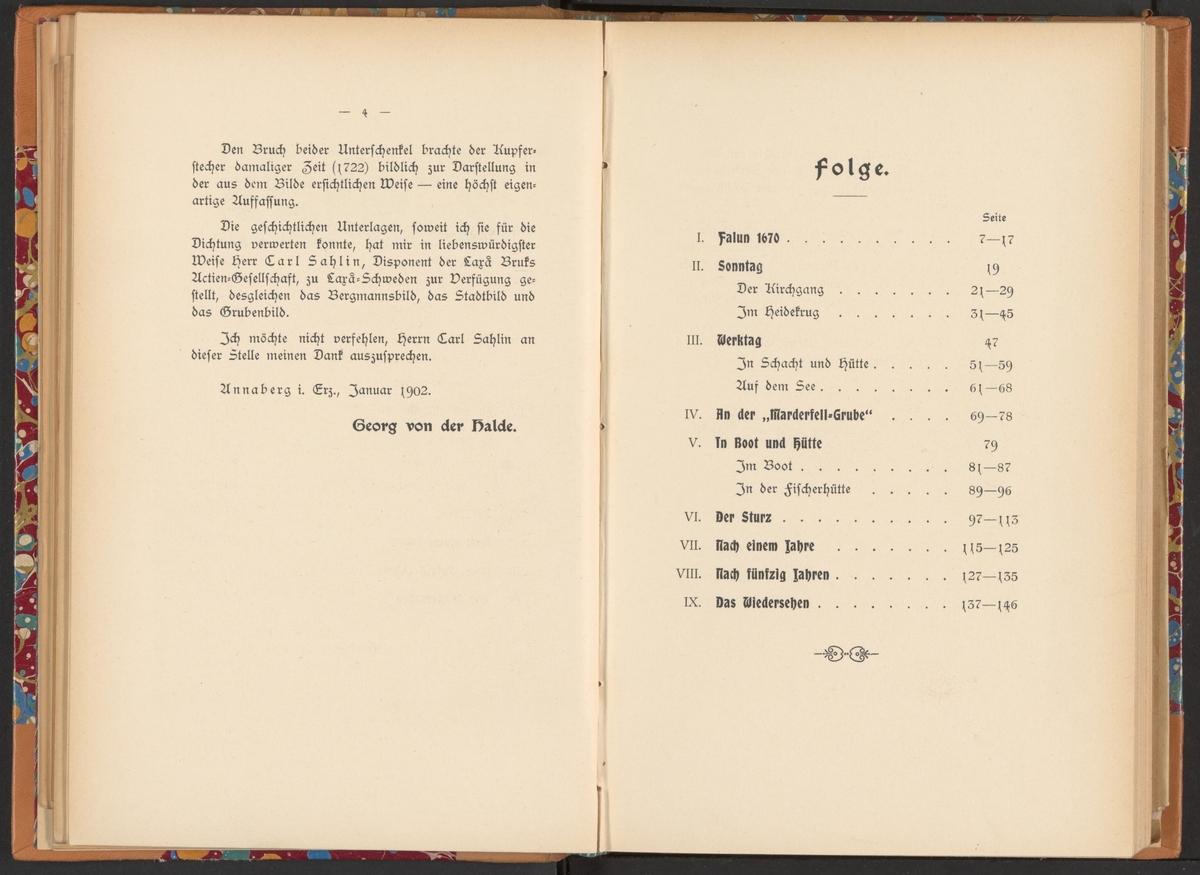 — 4 —
Den Bruch beider Unterschenkel brachte der Kupfer-
stecher damaliger Zeit (1722) bildlich zur Darstellung in
der aus dem Bilde ersichtlichen Weise — eine höchst eigen-
artige Auffassung.
Die geschichtlichen Unterlagen, soweit ich sie für die
Dichtung verwerten konnte, hat mir in liebenswürdigster
Weise Herr Carl Sahlin, Disponent der Laxå Bruks
Actien-Gesellschaft, zu Laxå-Schweden zur Verfügung ge-
stellt, desgleichen das Bergmannsbild, das Stadtbild und
das Grubenbild.
Ich möchte nicht verfehlen, Herrn Carl Sahlin an
dieser Stelle meinen Dank auszusprechen.
Annaberg i. Erz., Januar 1902.
Georg von der Halde.
Folge.
Seite
I. Falun 1670 . . . . . . . . . . 7—17
II. Sonntag 19
Der Kirchgang . . . . . . . 21—29
Im Heidekrug . . . . . . . 31—45
III. Werktag 47
In Schacht und Hütte . . . . . 51—59
Auf dem See . . . . . . . . 61—68
IV. An der „Marderfell-Grube“ . . . . 69—78
V. In Boot und Hütte 79
Im Boot . . . . . . . . . 81—87
In der Fischerhütte . . . . . 89—96
VI. Der Sturz . . . . . . . . . . 97—113
VII. Nach einem Jahre . . . . . . . 115—125
VIII. Nach fünfzig Jahren . . . . . . . 127—135
IX. Das Wiedersehen . . . . . . . . 137—146